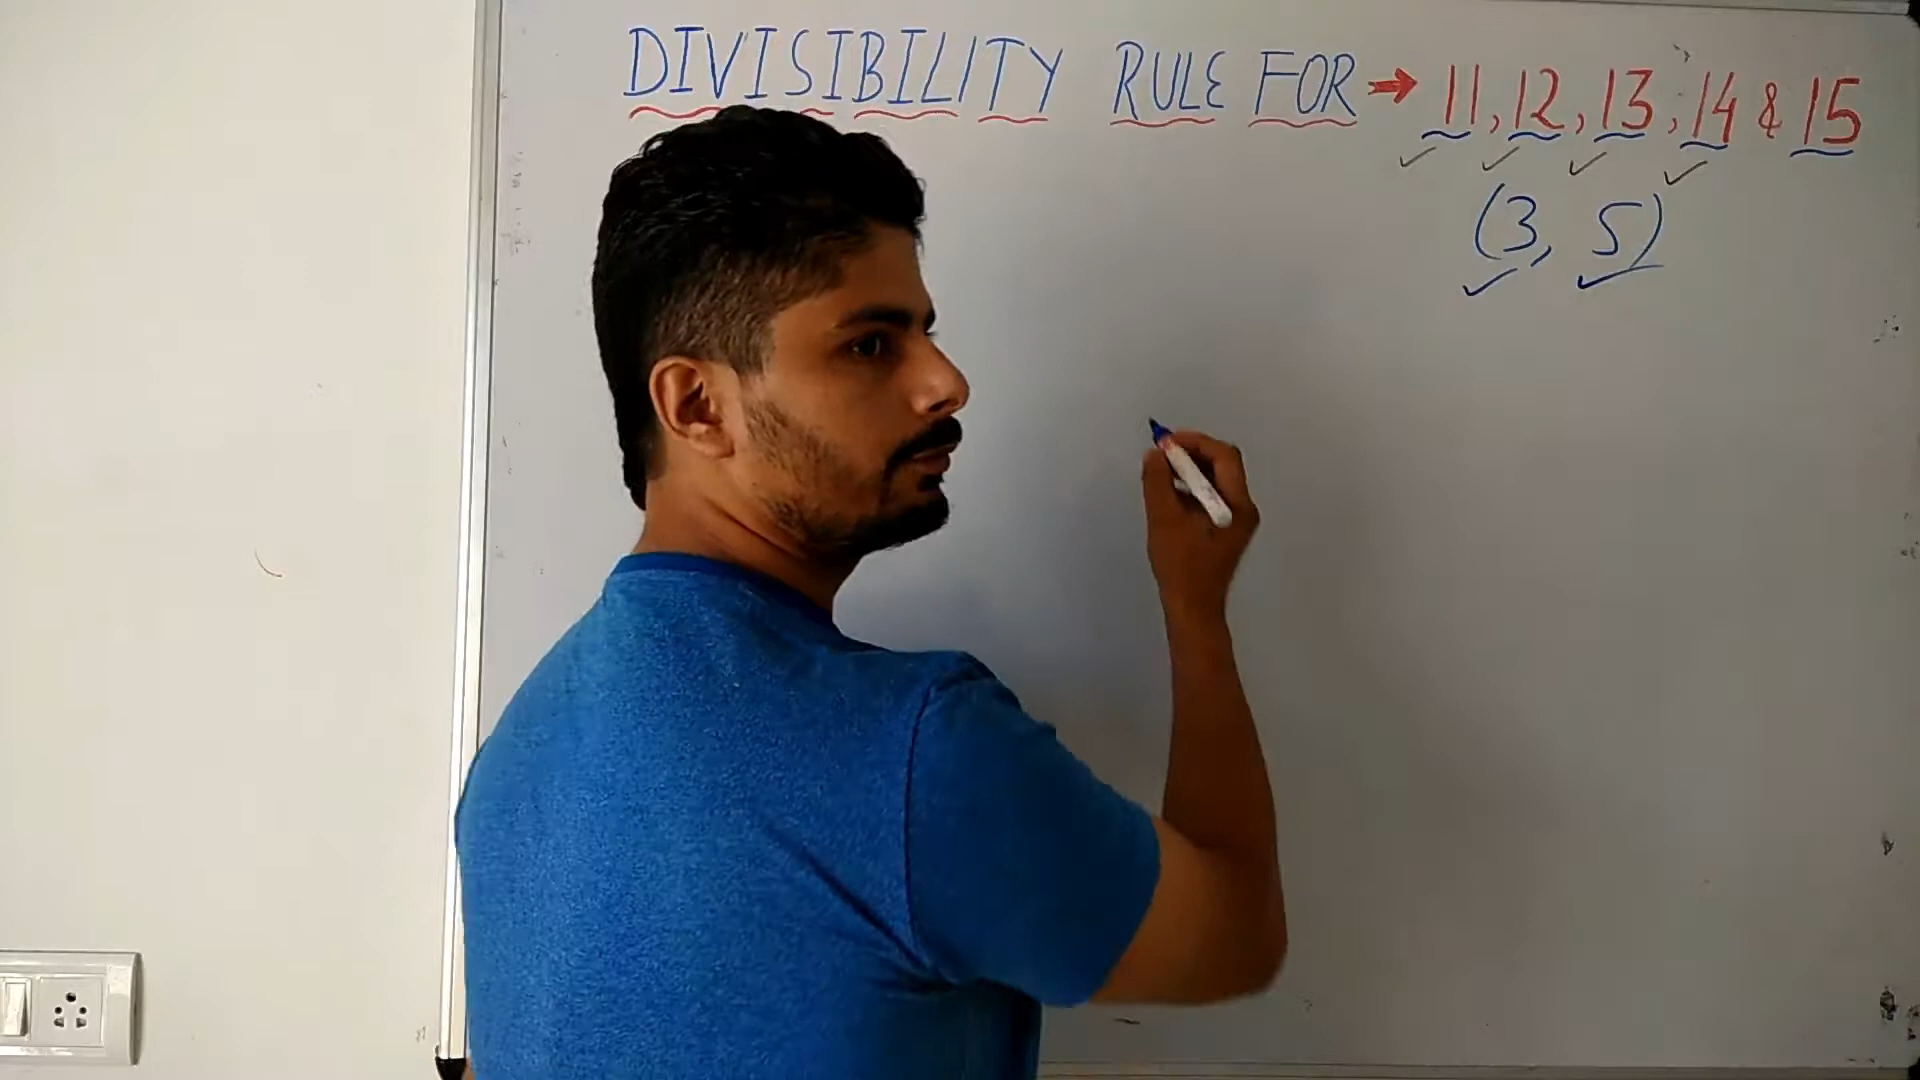 DIVISIBILITY RULE FOR → 11, 12, 13, 14 & 15
(3, 5)